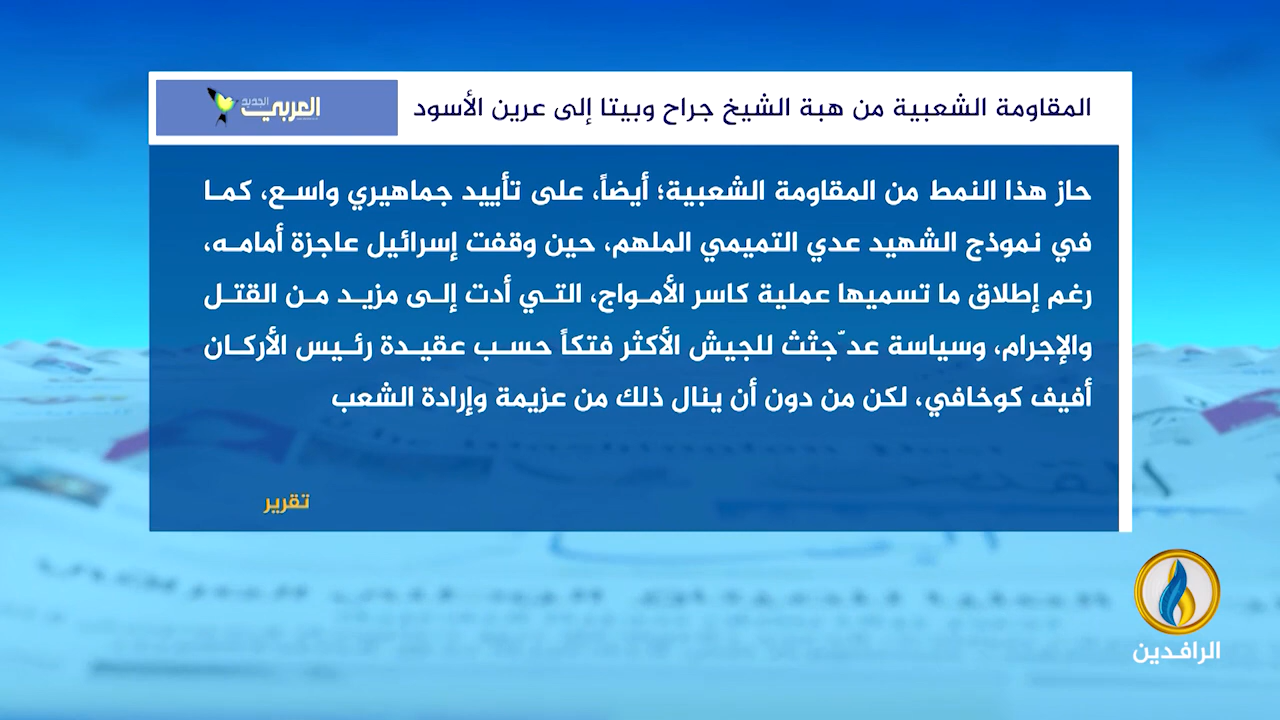 المقاومة الشعبية من هبة الشيخ جراح وبيتا إلى عرين الأسود
العربي الجديد
حاز هذا النمط من المقاومة الشعبية؛ أيضاً، على تأييد جماهيري واسع، كما
في نموذج الشهيد عدي التميمي الملهم، حين وقفت إسرائيل عاجزة أمامه،
رغم إطلاق ما تسميها عملية كاسر الأمواج، التي أدت إلى مزيد من القتل
والإجرام، وسياسة عدّ جثث للجيش الأكثر فتكاً حسب عقيدة رئيس الأركان
أفيف كوخافي، لكن من دون أن ينال ذلك من عزيمة وإرادة الشعب
تقرير
الرافدين